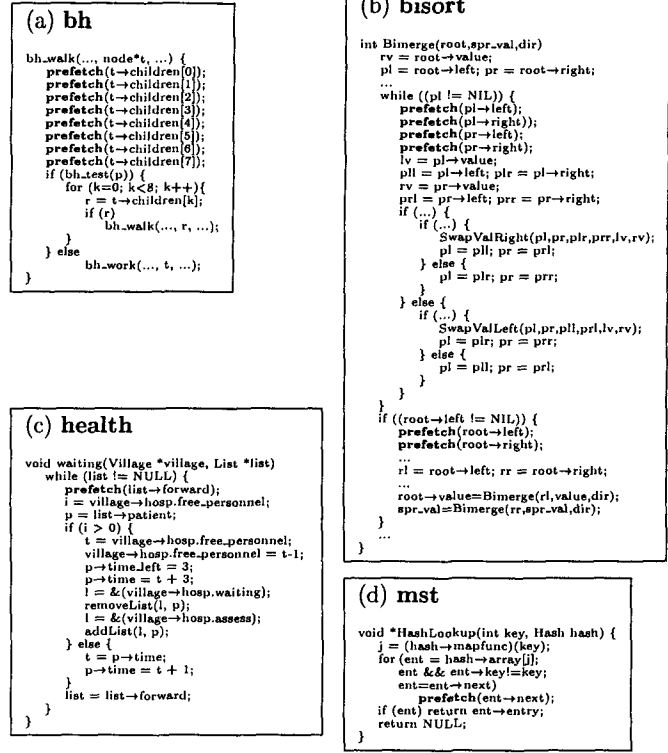 (a) bh
bh_walk(..., node*t, ...) {
prefetch(t→children[0]);
prefetch(t→children[1]);
prefetch(t→children[2]);
prefetch(t→children[3]);
prefetch(t→children[4]);
prefetch(t→children[5]);
prefetch(t→children[6]);
prefetch(t→children[7]);
if (bh_test(p)) {
for (k=0; k<8; k++){
r = t→children[k];
if (r)
bh_walk(..., r, ...);
}
} else
bh_work(..., t, ...);
}
(b) bisort
int Bimerge(root,spr_val,dir)
rv = root→value;
pl = root→left; pr = root→right;
...
while ((pl != NIL)) {
prefetch(pl→left);
prefetch(pl→right));
prefetch(pr→left);
prefetch(pr→right);
lv = pl→value;
pll = pl→left; plr = pl→right;
rv = pr→value;
prl = pr→left; prr = pr→right;
if (...) {
if (...) {
SwapValRight(pl,pr,plr,prr,lv,rv);
pl = pll; pr = prl;
} else {
pl = plr; pr = prr;
}
} else {
if (...) {
SwapValLeft(pl,pr,pll,prl,lv,rv);
pl = plr; pr = prr;
} else {
pl = pll; pr = prl;
}
}
}
if ((root→left != NIL)) {
prefetch(root→left);
prefetch(root→right);
...
rl = root→left; rr = root→right;
...
root→value=Bimerge(rl,value,dir);
spr_val=Bimerge(rr,spr_val,dir);
}
...
}
(c) health
void waiting(Village *village, List *list)
while (list != NULL) {
prefetch(list→forward);
i = village→hosp.free_personnel;
p = list→patient;
if (i > 0) {
t = village→hosp.free_personnel;
village→hosp.free_personnel = t-1;
p→time_left = 3;
p→time = t + 3;
l = &(village→hosp.waiting);
removeList(l, p);
l = &(village→hosp.assess);
addList(l, p);
} else {
t = p→time;
p→time = t + 1;
}
list = list→forward;
}
}
(d) mst
void *HashLookup(int key, Hash hash) {
j = (hash→mapfunc)(key);
for (ent = hash→array[j];
ent && ent→key!=key;
ent=ent→next)
prefetch(ent→next);
if (ent) return ent→entry;
return NULL;
}